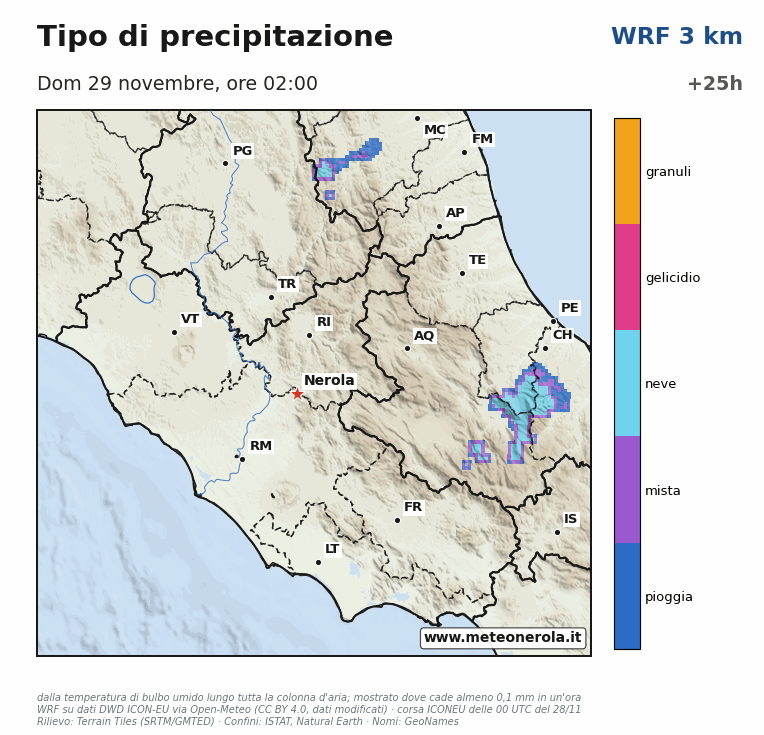 Tipo di precipitazione
WRF 3 km
Dom 29 novembre, ore 02:00
+25h
MC
FM
PG
AP
TE
TR
PE
VT
RI
AQ
CH
Nerola
RM
FR
IS
LT
www.meteonerola.it
granuli
gelicidio
neve
mista
pioggia
dalla temperatura di bulbo umido lungo tutta la colonna d'aria; mostrato dove cade almeno 0,1 mm in un'ora
WRF su dati DWD ICON-EU via Open-Meteo (CC BY 4.0, dati modificati) · corsa ICONEU delle 00 UTC del 28/11
Rilievo: Terrain Tiles (SRTM/GMTED) · Confini: ISTAT, Natural Earth · Nomi: GeoNames